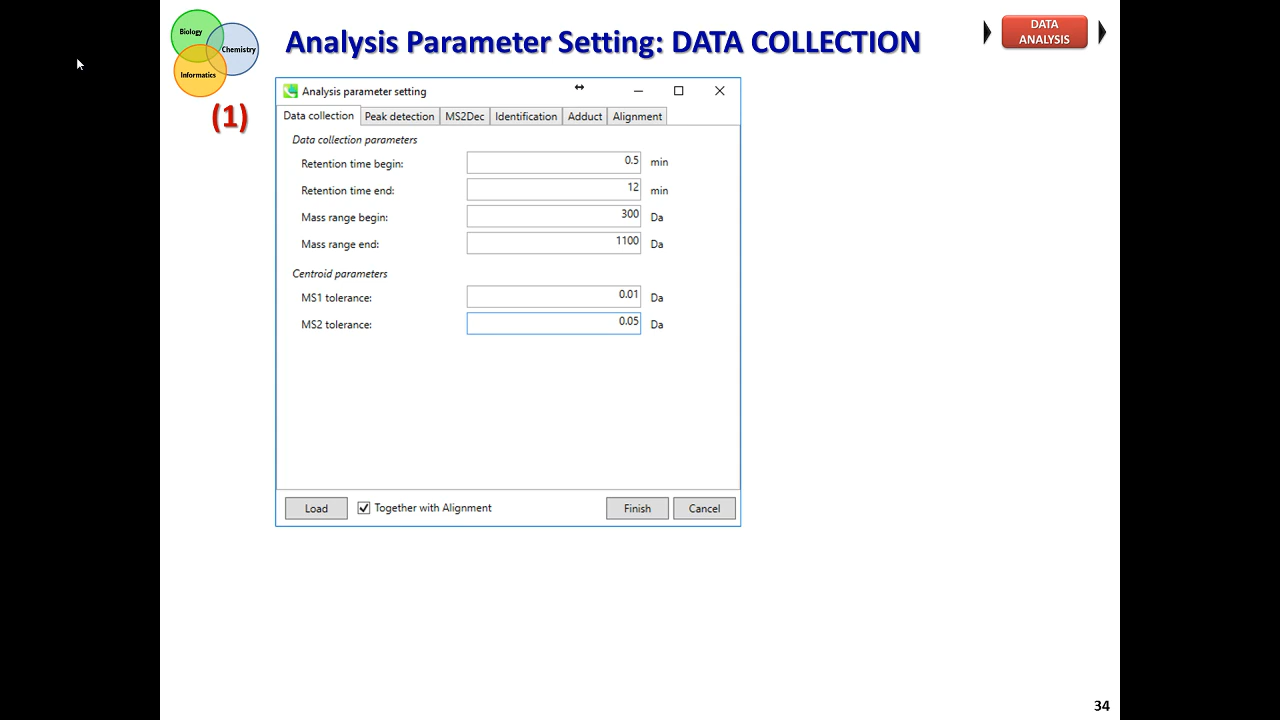 Biology
Chemistry
Informatics
Analysis Parameter Setting: DATA COLLECTION
DATA
ANALYSIS
(1)
Analysis parameter setting
Data collection Peak detection MS2Dec Identification Adduct Alignment
Data collection parameters
Retention time begin: 0.5 min
Retention time end: 12 min
Mass range begin: 300 Da
Mass range end: 1100 Da
Centroid parameters
MS1 tolerance: 0.01 Da
MS2 tolerance: 0.05 Da
Load Together with Alignment Finish Cancel
34